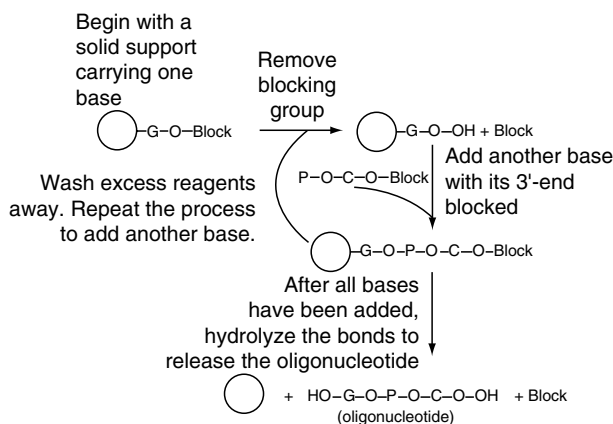 Begin with a
solid support
carrying one
base
Remove
blocking
group
G–O–Block
G–O–OH + Block
Wash excess reagents
away. Repeat the process
to add another base.
P–O–C–O–Block
Add another base
with its 3'-end
blocked
G–O–P–O–C–O–Block
After all bases
have been added,
hydrolyze the bonds to
release the oligonucleotide
+ HO–G–O–P–O–C–O–OH + Block
(oligonucleotide)